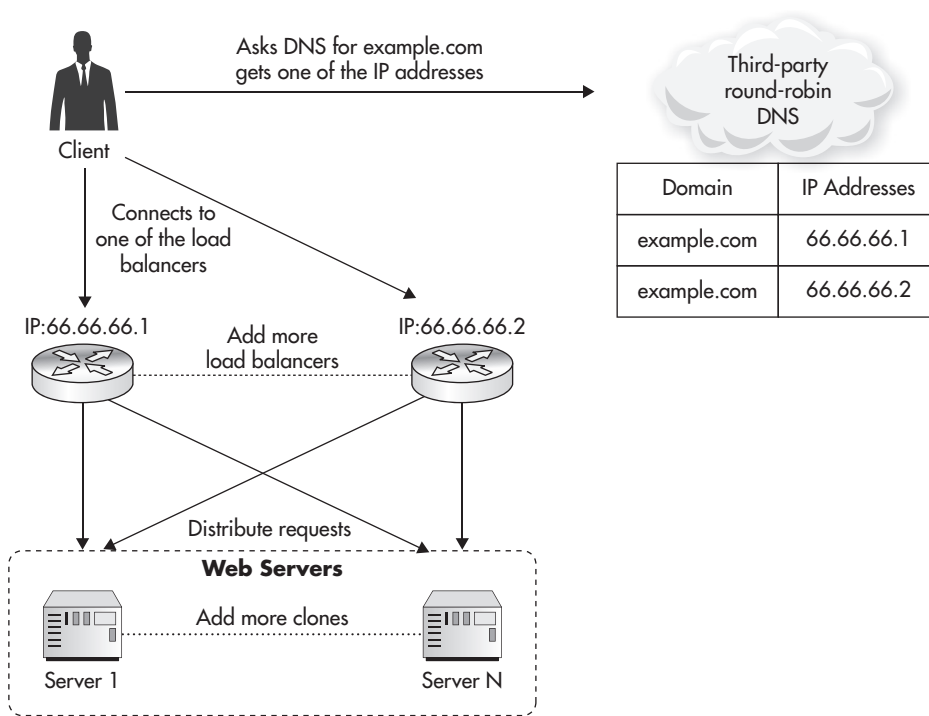 Asks DNS for example.com
gets one of the IP addresses
Third-party
round-robin
DNS
Client
Domain IP Addresses
example.com 66.66.66.1
example.com 66.66.66.2
Connects to
one of the load
balancers
IP:66.66.66.1
IP:66.66.66.2
Add more
load balancers
Distribute requests
Web Servers
Add more clones
Server 1
Server N